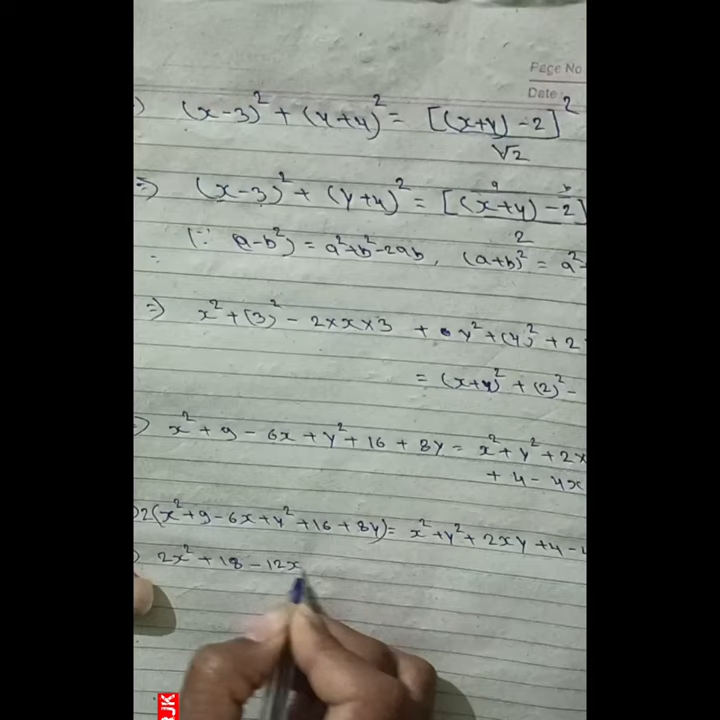 Page No
Date:
) (x-3)² + (y+4)² = [(x+y) -2]²
√2
a b
⇒ (x-3)² + (y+4)² = [(x+y) -2]
2
(∵ (a-b²) = a²+b²-2ab, (a+b)² = a²-
⇒ x² + (3)² - 2×x×3 + y² + (4)² + 2
= (x+y)² + (2)² -
⇒) x² + 9 - 6x + y² + 16 + 8y = x² + y² + 2x
+ 4 - 4x
)2(x²+9-6x+y²+16+8y) = x²+y²+2xy+4-4
) 2x² + 18 - 12x
RJK